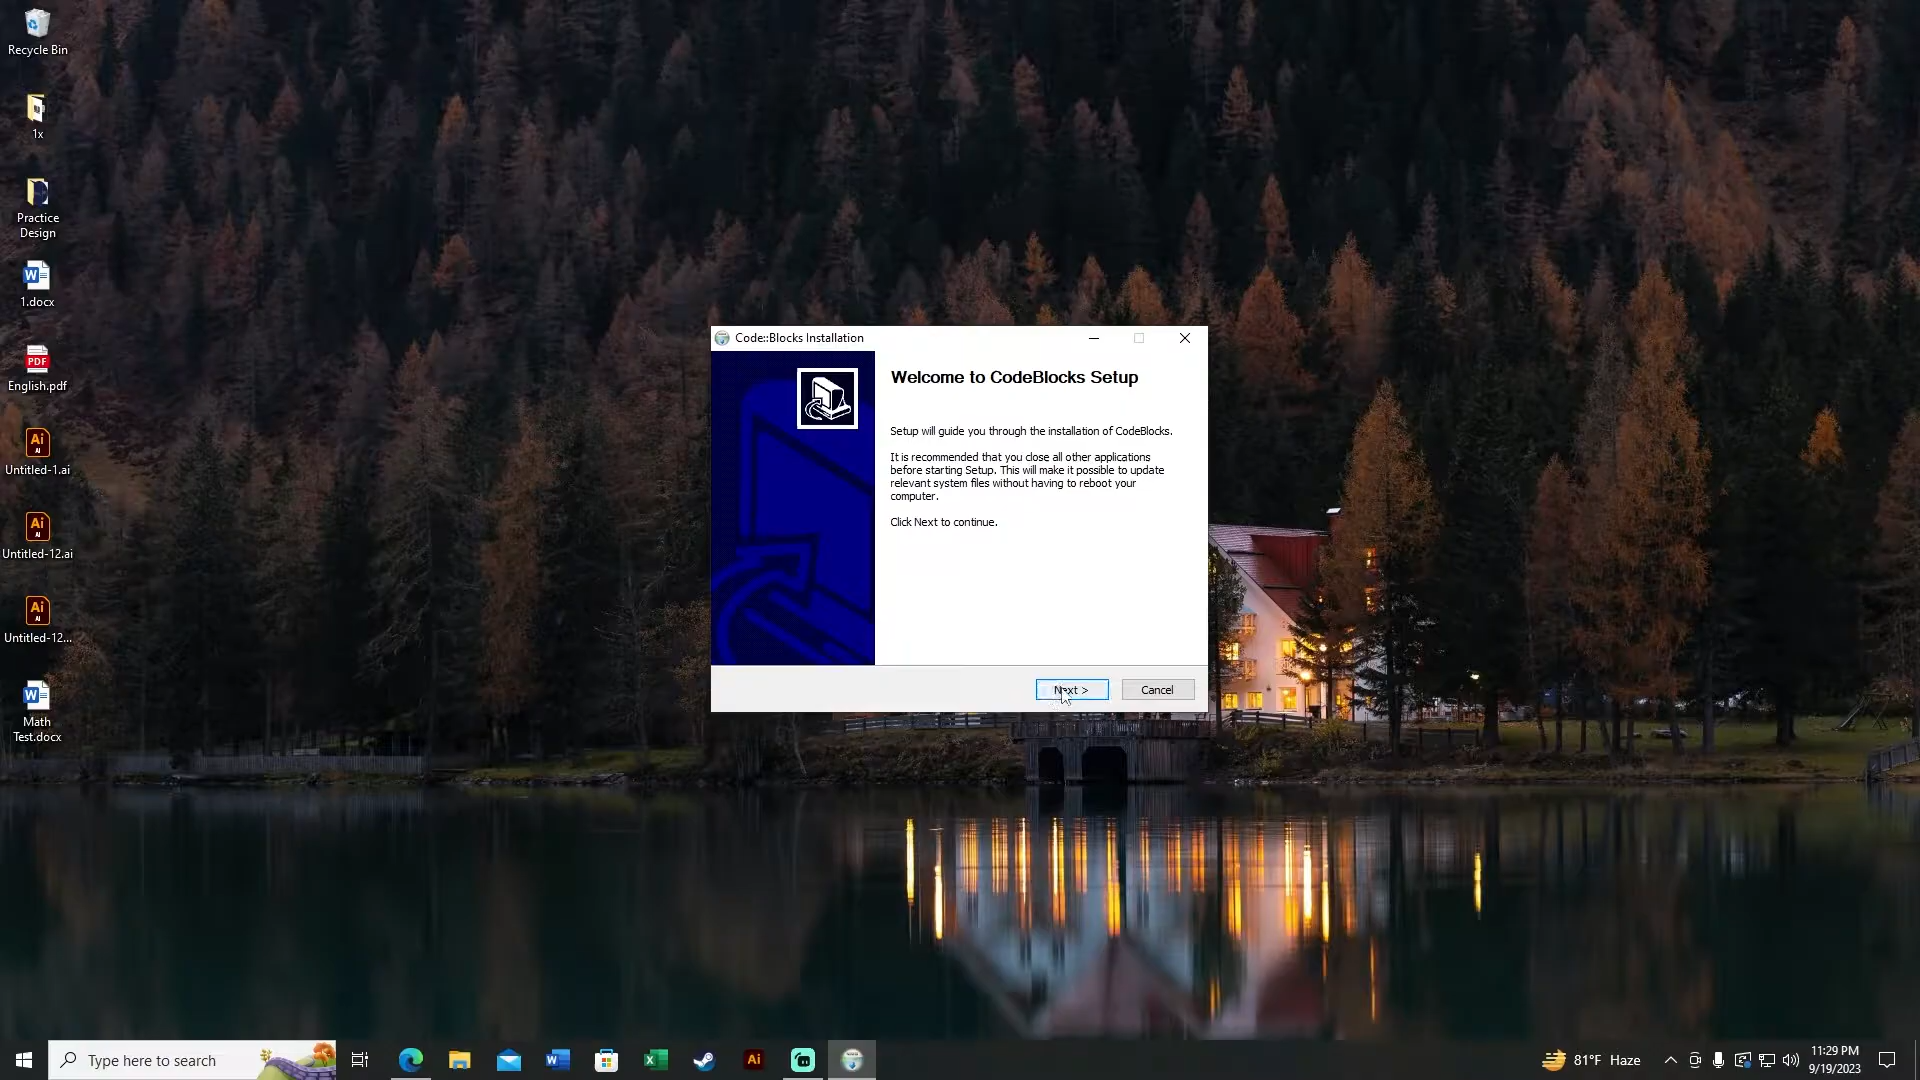 Recycle Bin
1x
Practice
Design
1.docx
PDF
English.pdf
Ai
AI
Untitled-1.ai
Ai
AI
Untitled-12.ai
Ai
AI
Untitled-12...
Math
Test.docx
Code::Blocks Installation
Welcome to CodeBlocks Setup
Setup will guide you through the installation of CodeBlocks.
It is recommended that you close all other applications
before starting Setup. This will make it possible to update
relevant system files without having to reboot your
computer.
Click Next to continue.
Next >
Cancel
Type here to search
Ai
81°F Haze
11:29 PM
9/19/2023